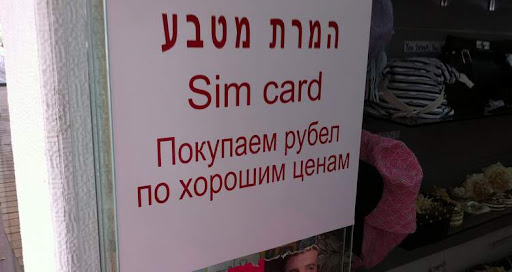 המרת מטבע
Sim card
Покупаем рубел
по хорошим ценам